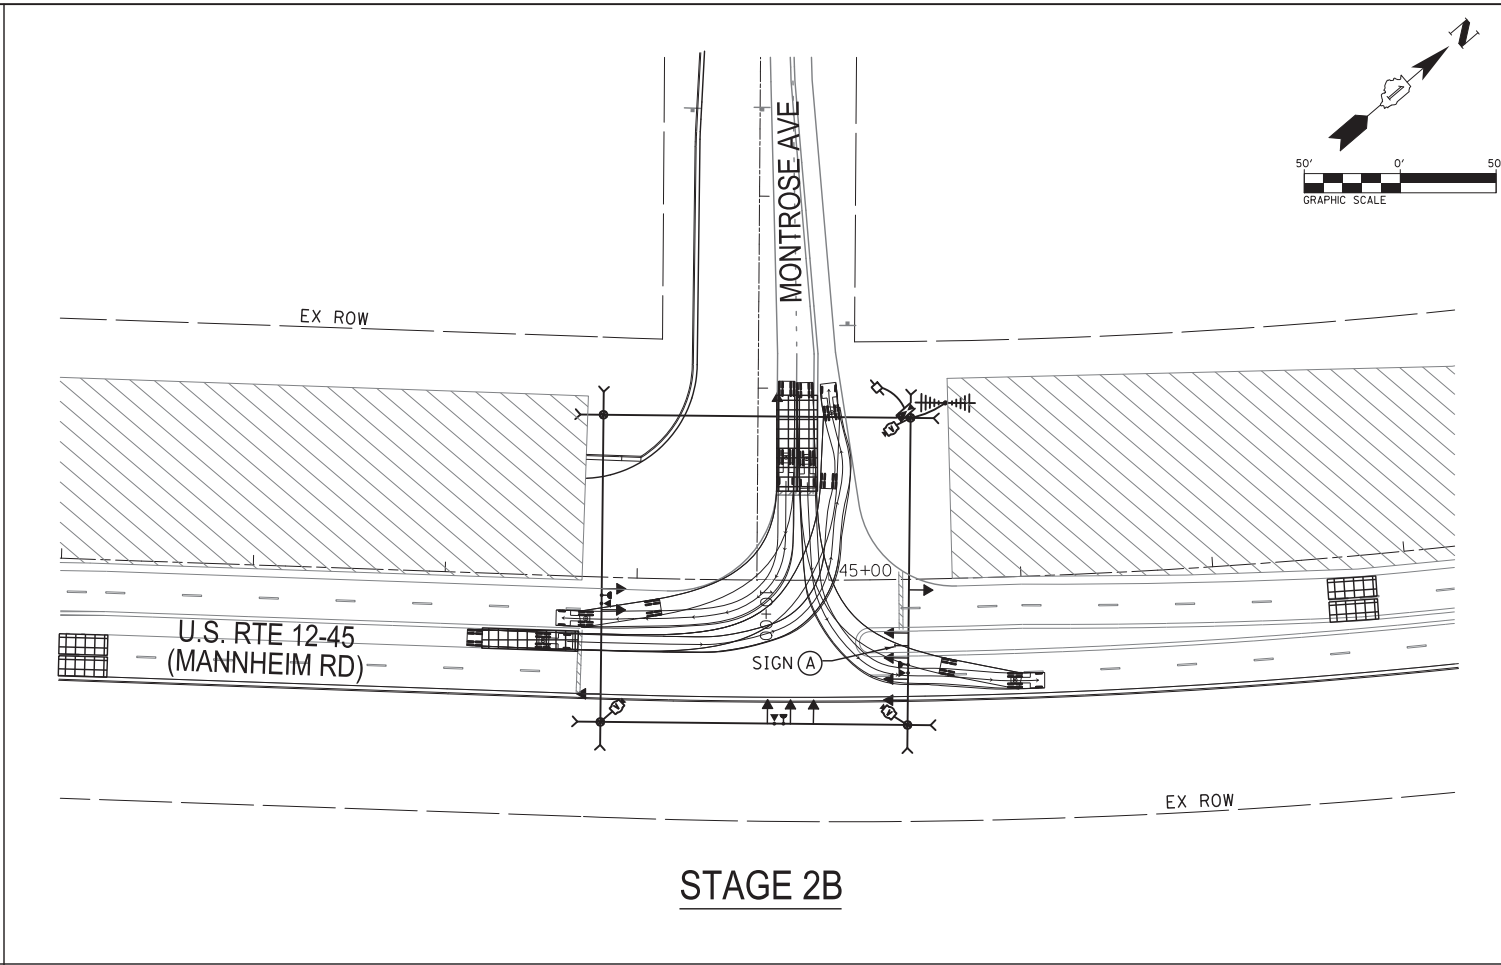 N
50' 0' 50
GRAPHIC SCALE
MONTROSE AVE
EX ROW
45+00
U.S. RTE 12-45
(MANNHEIM RD)
SIGN A
EX ROW
STAGE 2B